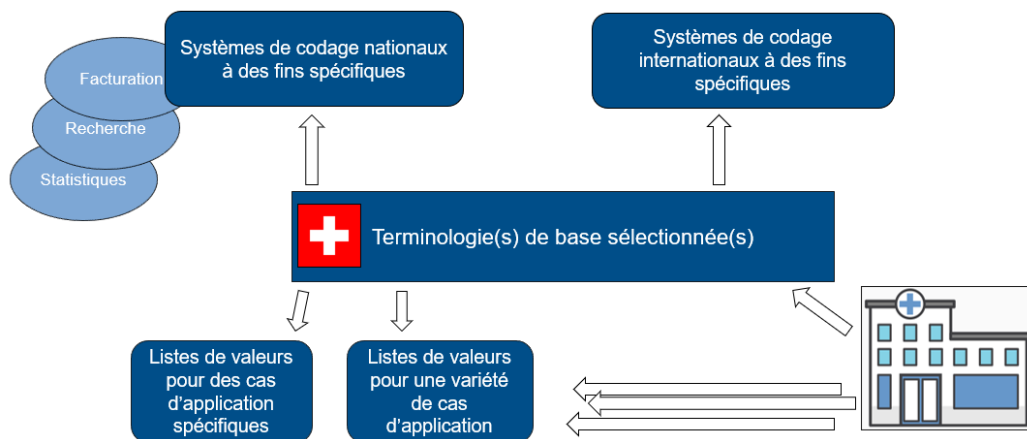 Facturation
Recherche
Statistiques
Systèmes de codage nationaux
à des fins spécifiques
Systèmes de codage
internationaux à des fins
spécifiques
Terminologie(s) de base sélectionnée(s)
Listes de valeurs
pour des cas
d'application
spécifiques
Listes de valeurs
pour une variété
de cas
d'application